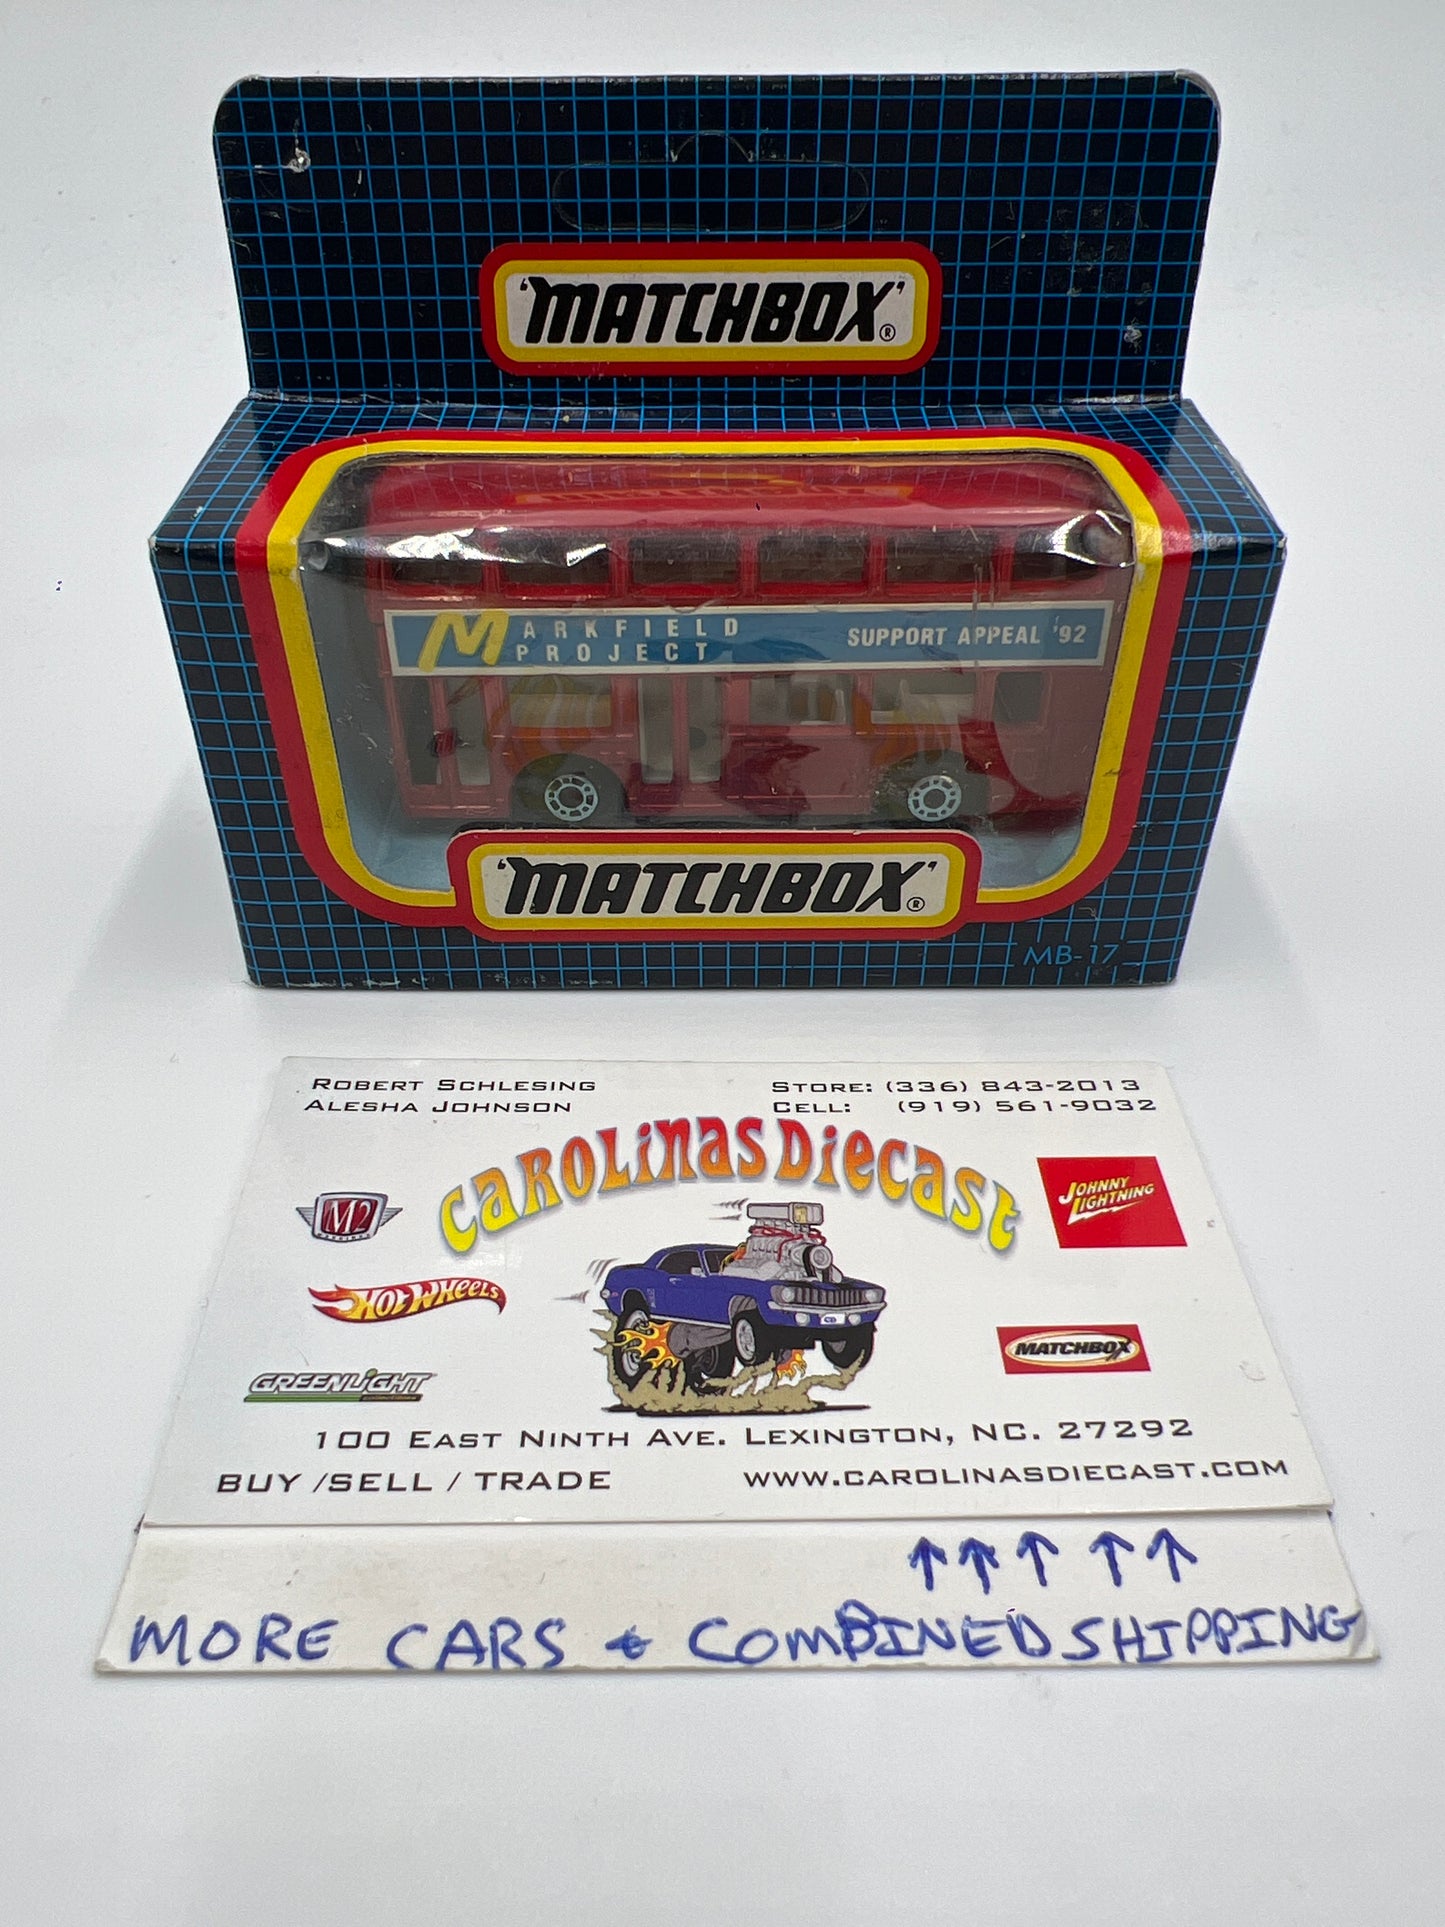 'MATCHBOX'®
MARKFIELD PROJECT SUPPORT APPEAL '92
'MATCHBOX'®
MB-17
ROBERT SCHLESING STORE: (336) 843-2013
ALESHA JOHNSON CELL: (919) 561-9032
CAROLINAS DIECAST
M2
JOHNNY LIGHTNING
HOT WHEELS
MATCHBOX
GREENLIGHT
100 EAST NINTH AVE. LEXINGTON, NC. 27292
BUY /SELL / TRADE WWW.CAROLINASDIECAST.COM
MORE CARS & COMBINED SHIPPING